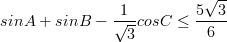 sinA + sinB - \frac{1}{\sqrt{3}} cosC ≤ \frac{5\sqrt{3}}{6}